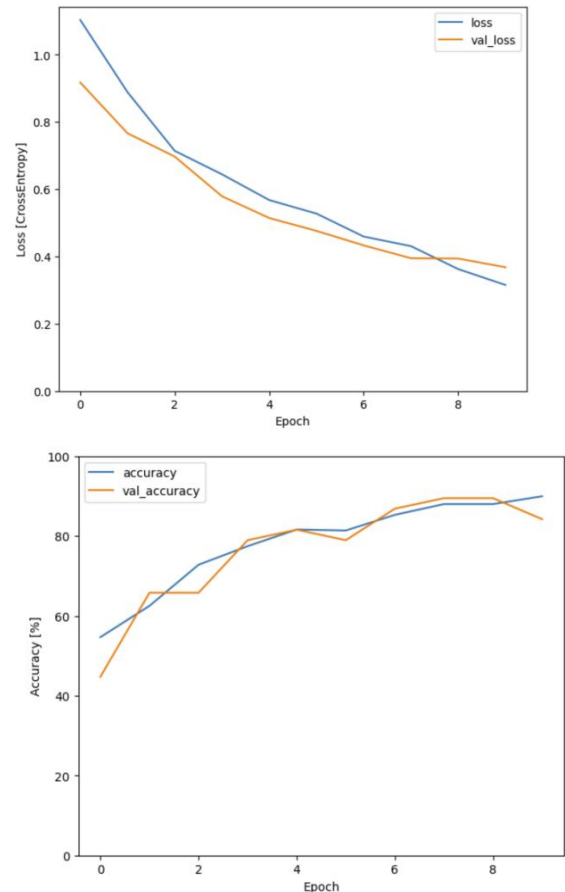 loss
val_loss
1.0
0.8
0.6
0.4
0.2
0.0
Loss [CrossEntropy]
0 2 4 6 8
Epoch
accuracy
val_accuracy
100
80
60
40
20
0
Accuracy [%]
0 2 4 6 8
Epoch